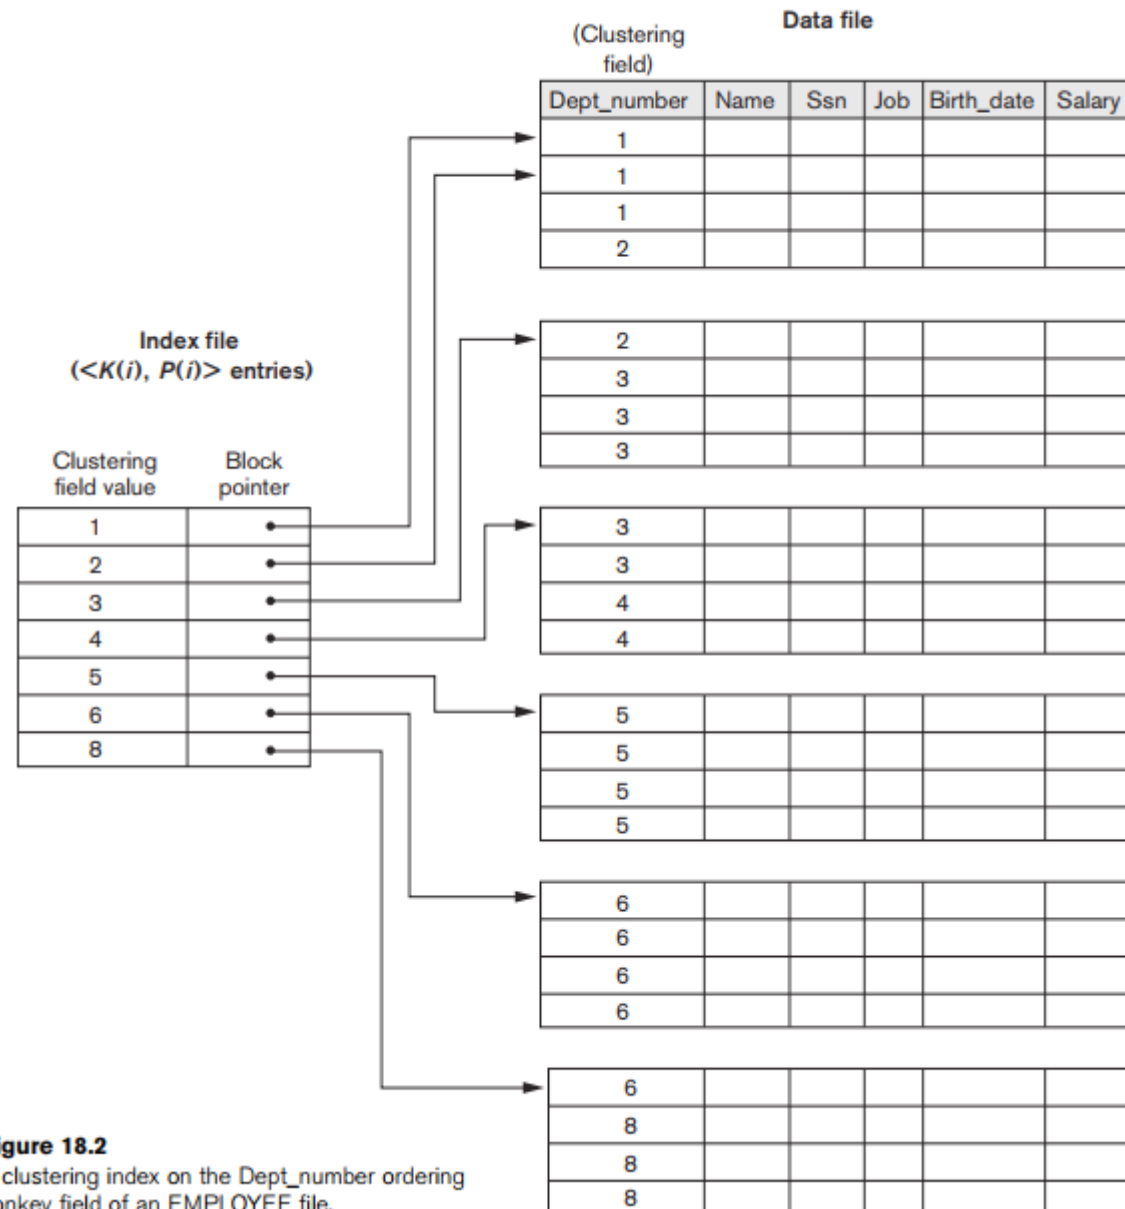 Data file
(Clustering
field)
Dept_number Name Ssn Job Birth_date Salary
1
1
1
2
2
3
3
3
3
3
4
4
5
5
5
5
6
6
6
6
6
8
8
8
Index file
(<K(i), P(i)> entries)
Clustering Block
field value pointer
1
2
3
4
5
6
8
igure 18.2
clustering index on the Dept_number ordering
onkey field of an EMPLOYEE file.